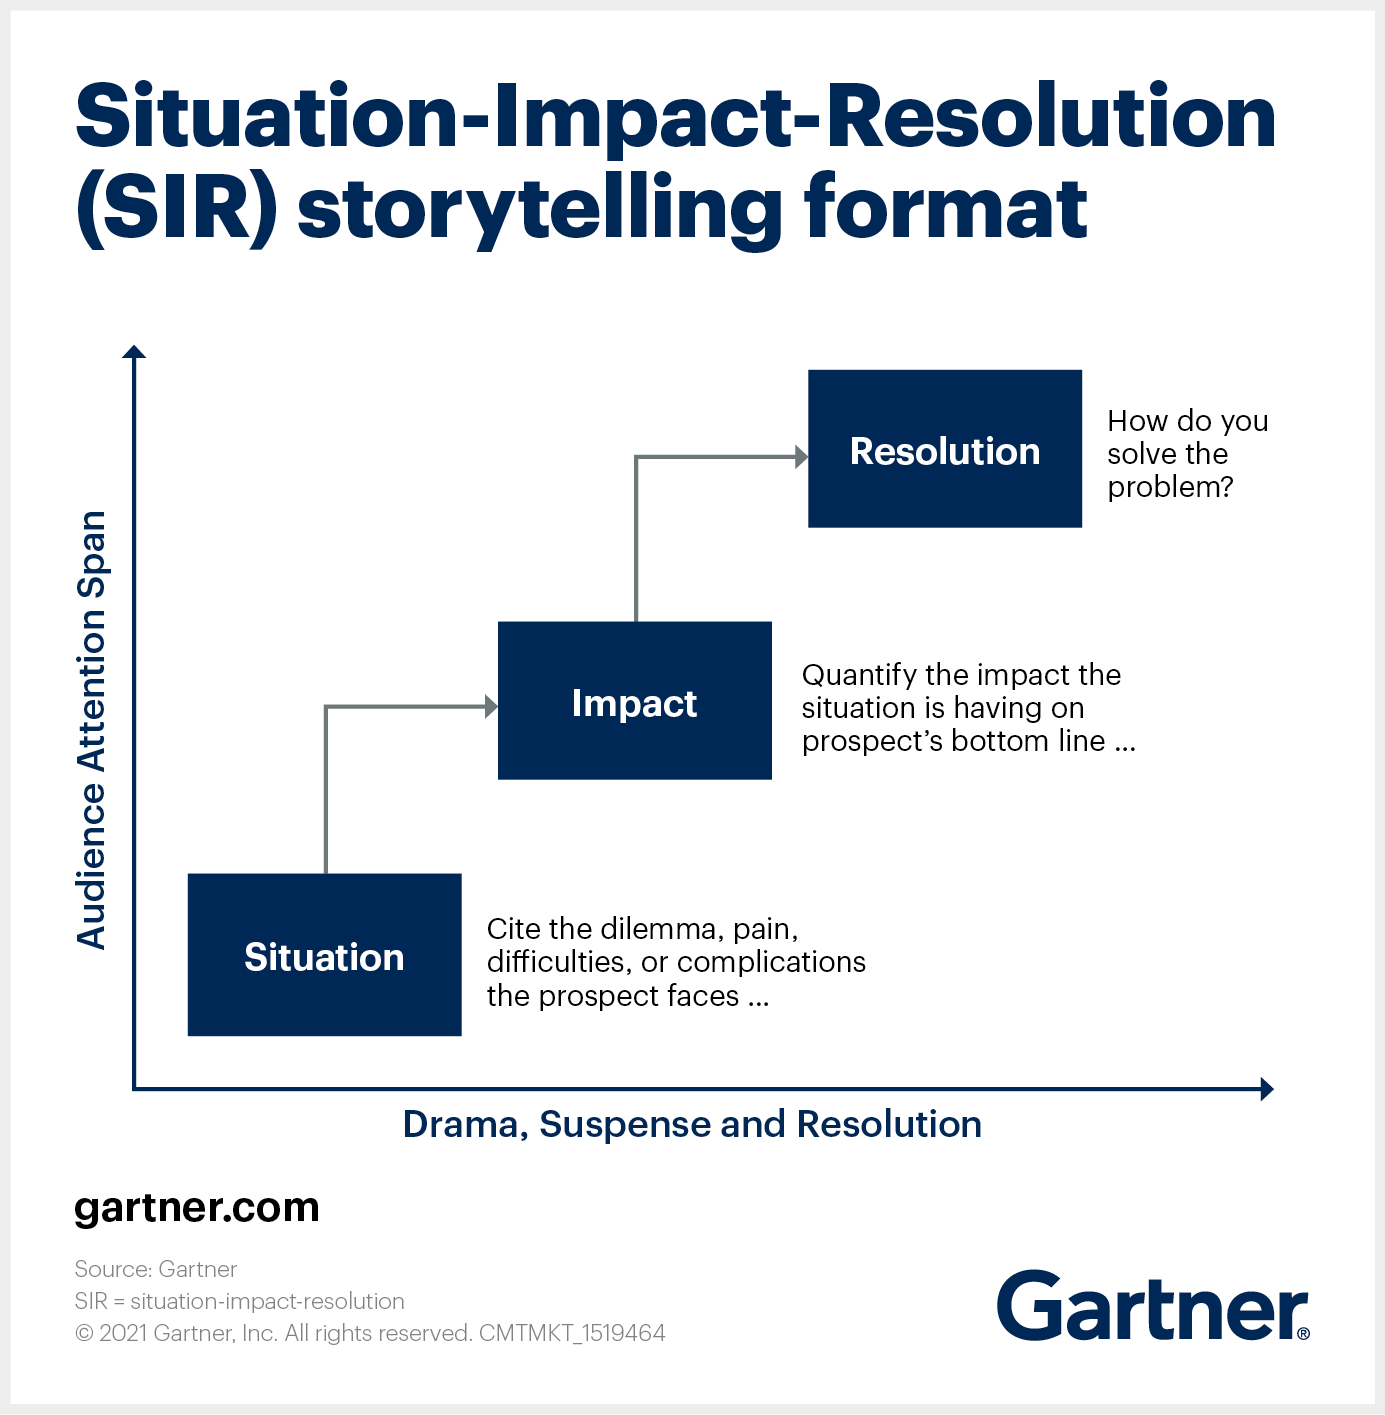 Situation-Impact-Resolution
(SIR) storytelling format
Audience Attention Span
Resolution
How do you
solve the
problem?
Impact
Quantify the impact the
situation is having on
prospect’s bottom line ...
Situation
Cite the dilemma, pain,
difficulties, or complications
the prospect faces ...
Drama, Suspense and Resolution
gartner.com
Source: Gartner
SIR = situation-impact-resolution
© 2021 Gartner, Inc. All rights reserved. CMTMKT_1519464
Gartner®